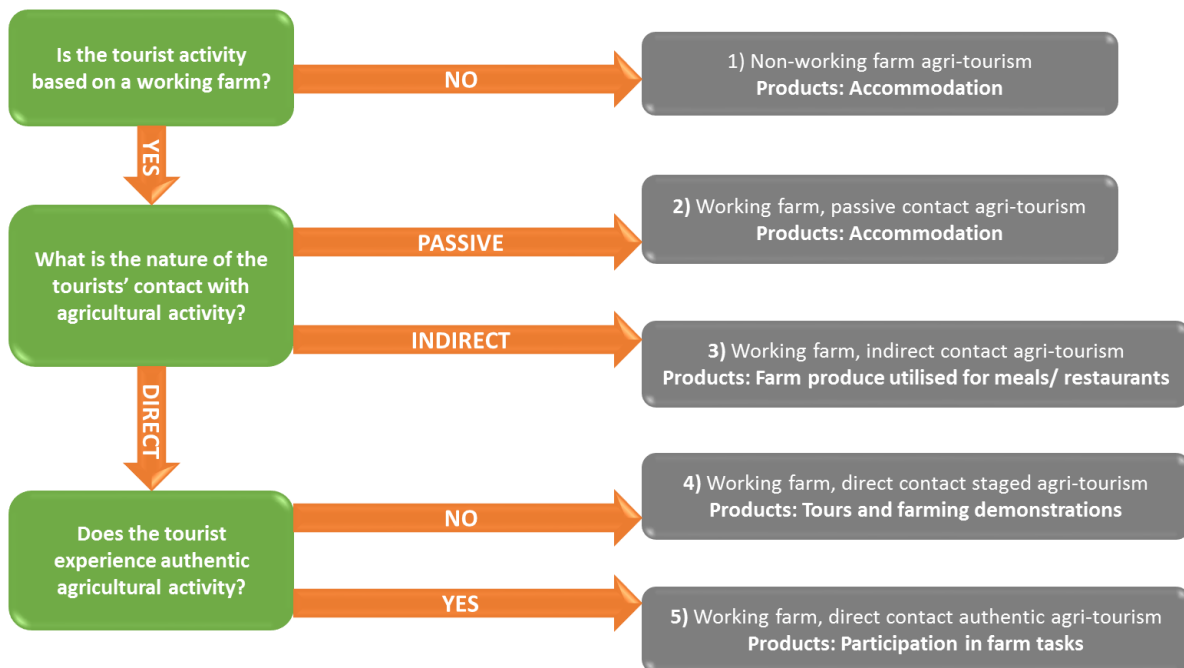 Is the tourist activity
based on a working farm?
NO
1) Non-working farm agri-tourism
Products: Accommodation
YES
What is the nature of the
tourists’ contact with
agricultural activity?
PASSIVE
2) Working farm, passive contact agri-tourism
Products: Accommodation
INDIRECT
3) Working farm, indirect contact agri-tourism
Products: Farm produce utilised for meals/ restaurants
DIRECT
Does the tourist
experience authentic
agricultural activity?
NO
4) Working farm, direct contact staged agri-tourism
Products: Tours and farming demonstrations
YES
5) Working farm, direct contact authentic agri-tourism
Products: Participation in farm tasks